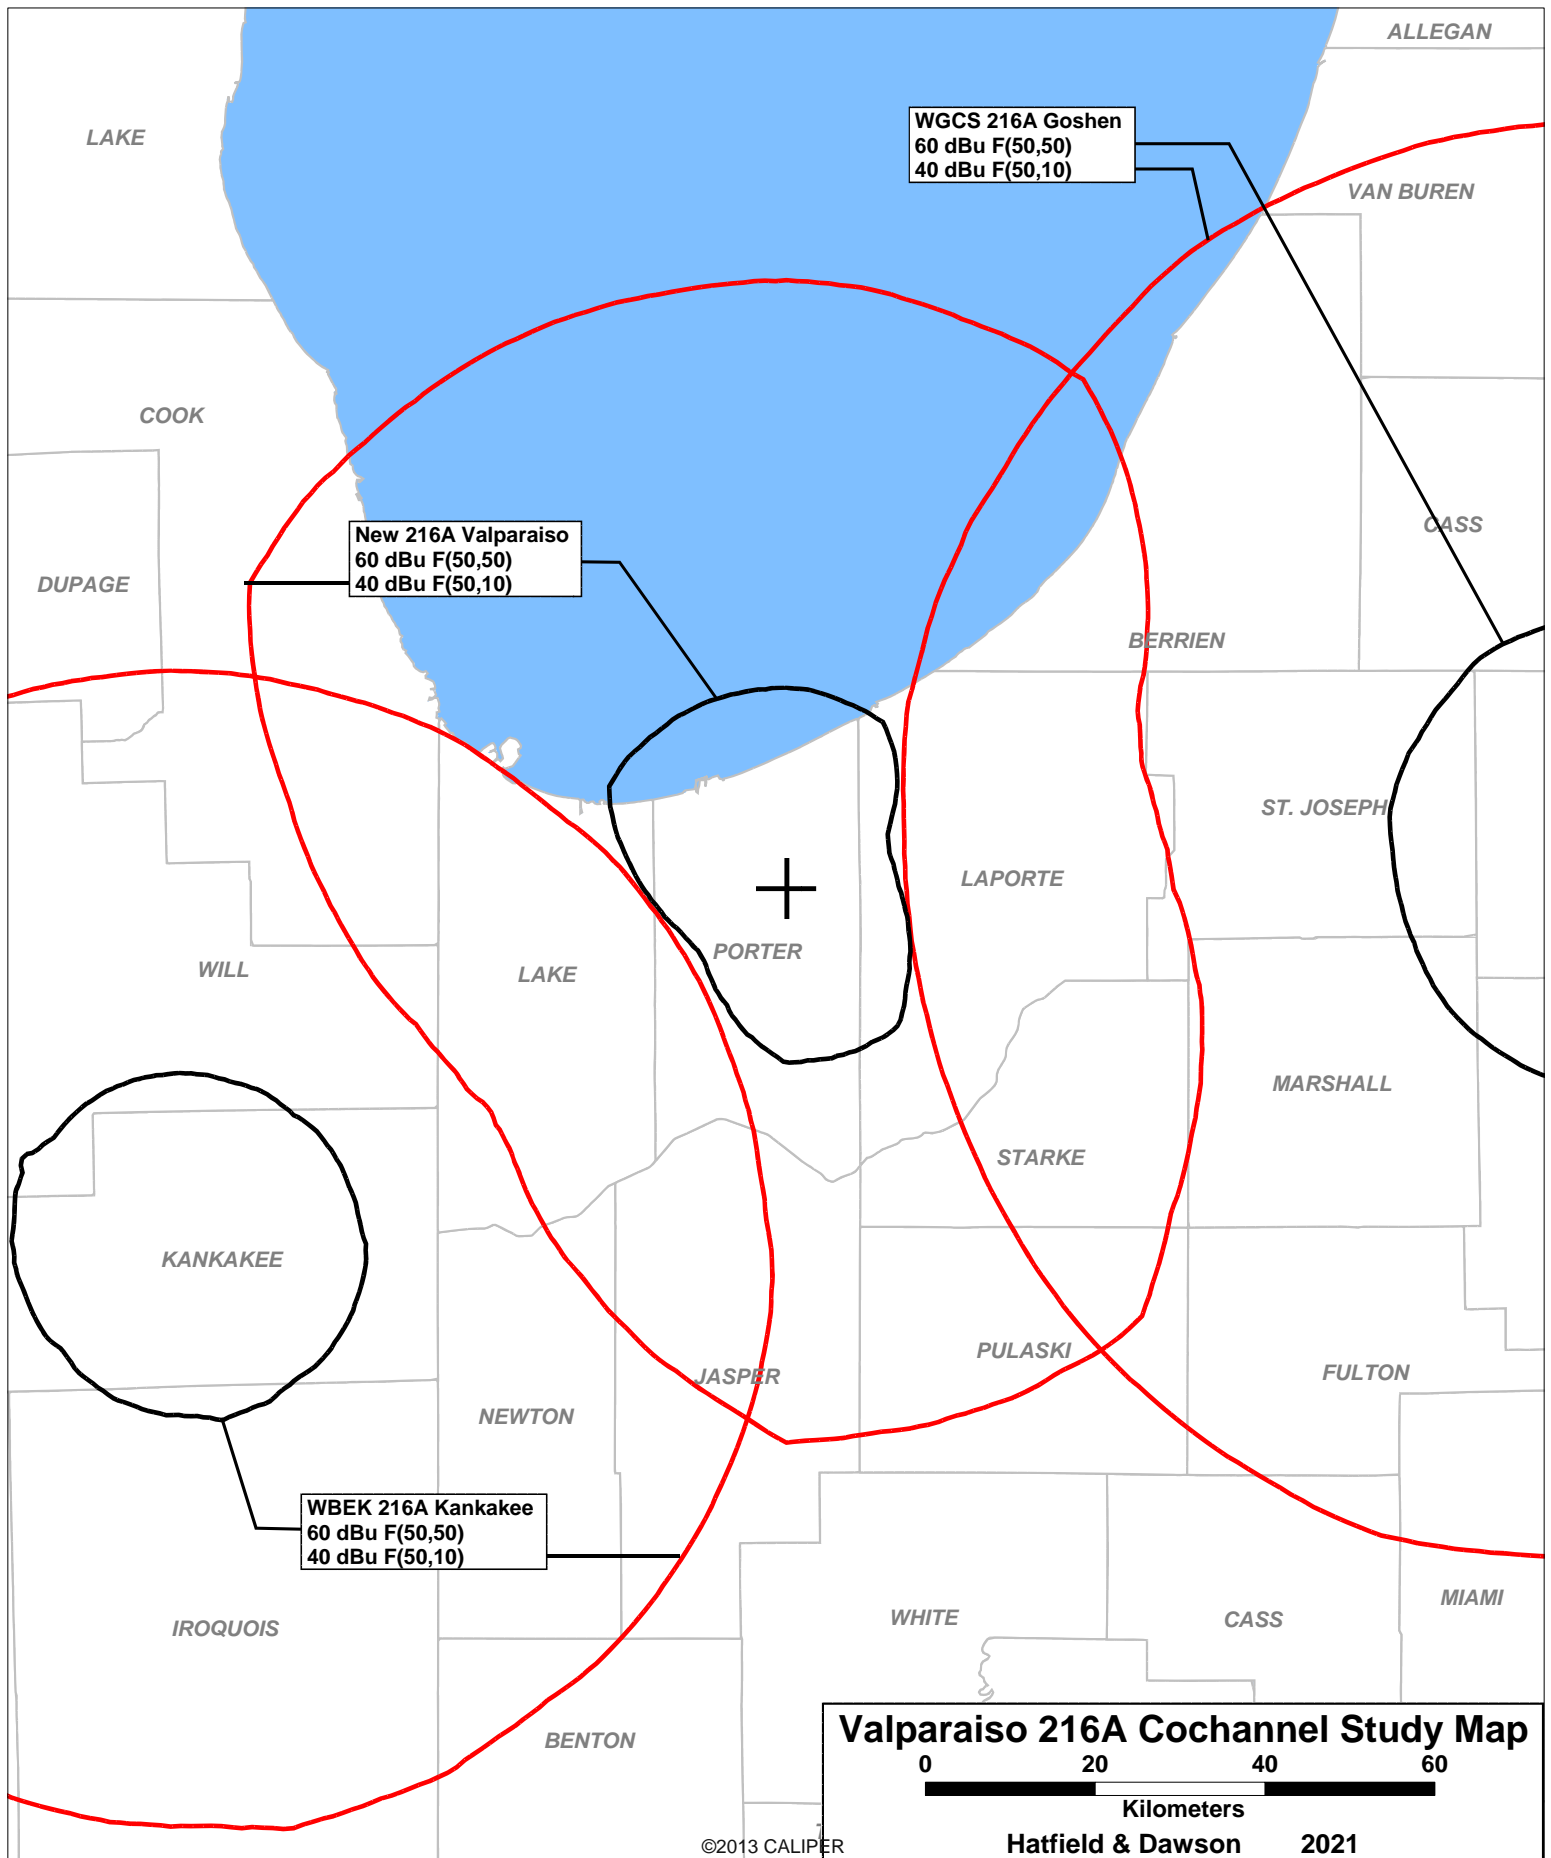 ALLEGAN
WGCS 216A Goshen
60 dBu F(50,50)
40 dBu F(50,10)
LAKE
VAN BUREN
COOK
CASS
New 216A Valparaiso
60 dBu F(50,50)
40 dBu F(50,10)
DUPAGE
BERRIEN
ST. JOSEPH
LAPORTE
PORTER
WILL
LAKE
MARSHALL
STARKE
KANKAKEE
PULASKI
JASPER
FULTON
NEWTON
WBEK 216A Kankakee
60 dBu F(50,50)
40 dBu F(50,10)
MIAMI
WHITE
CASS
IROQUOIS
BENTON
Valparaiso 216A Cochannel Study Map
0 20 40 60
Kilometers
©2013 CALIPER
Hatfield & Dawson 2021